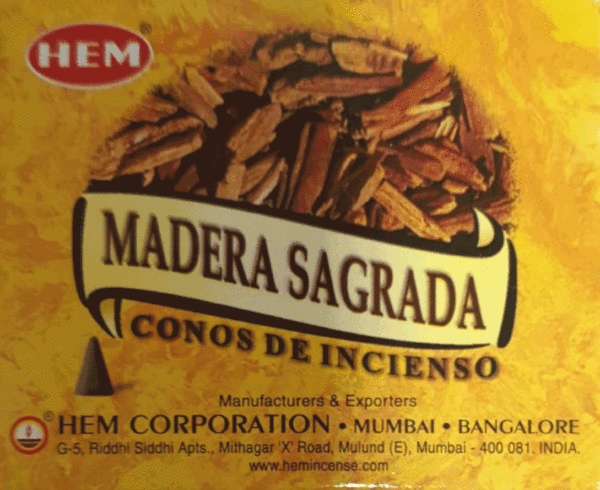 HEM
MADERA SAGRADA
CONOS DE INCIENSO
Manufacturers & Exporters
HEM CORPORATION • MUMBAI • BANGALORE
G-5, Riddhi Siddhi Apts., Mithagar 'X' Road, Mulund (E), Mumbai - 400 081. INDIA.
www.hemincense.com